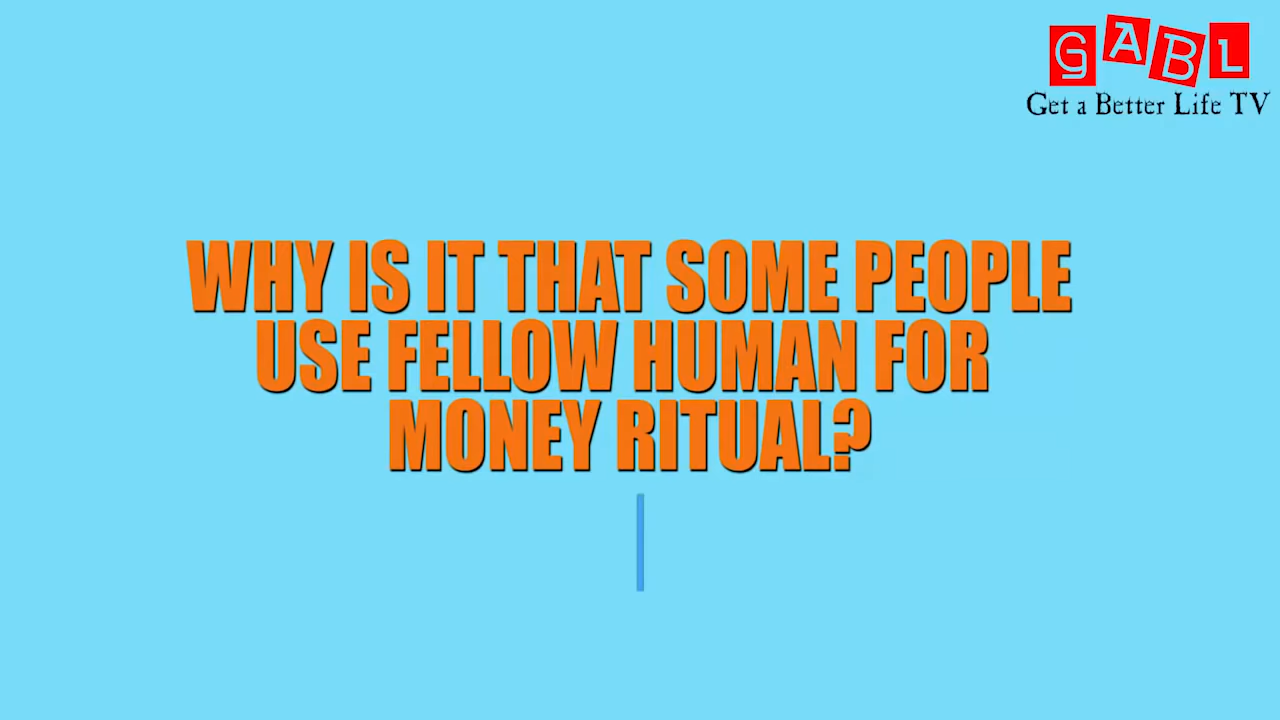 GABL
Get a Better Life TV
WHY IS IT THAT SOME PEOPLE
USE FELLOW HUMAN FOR
MONEY RITUAL?